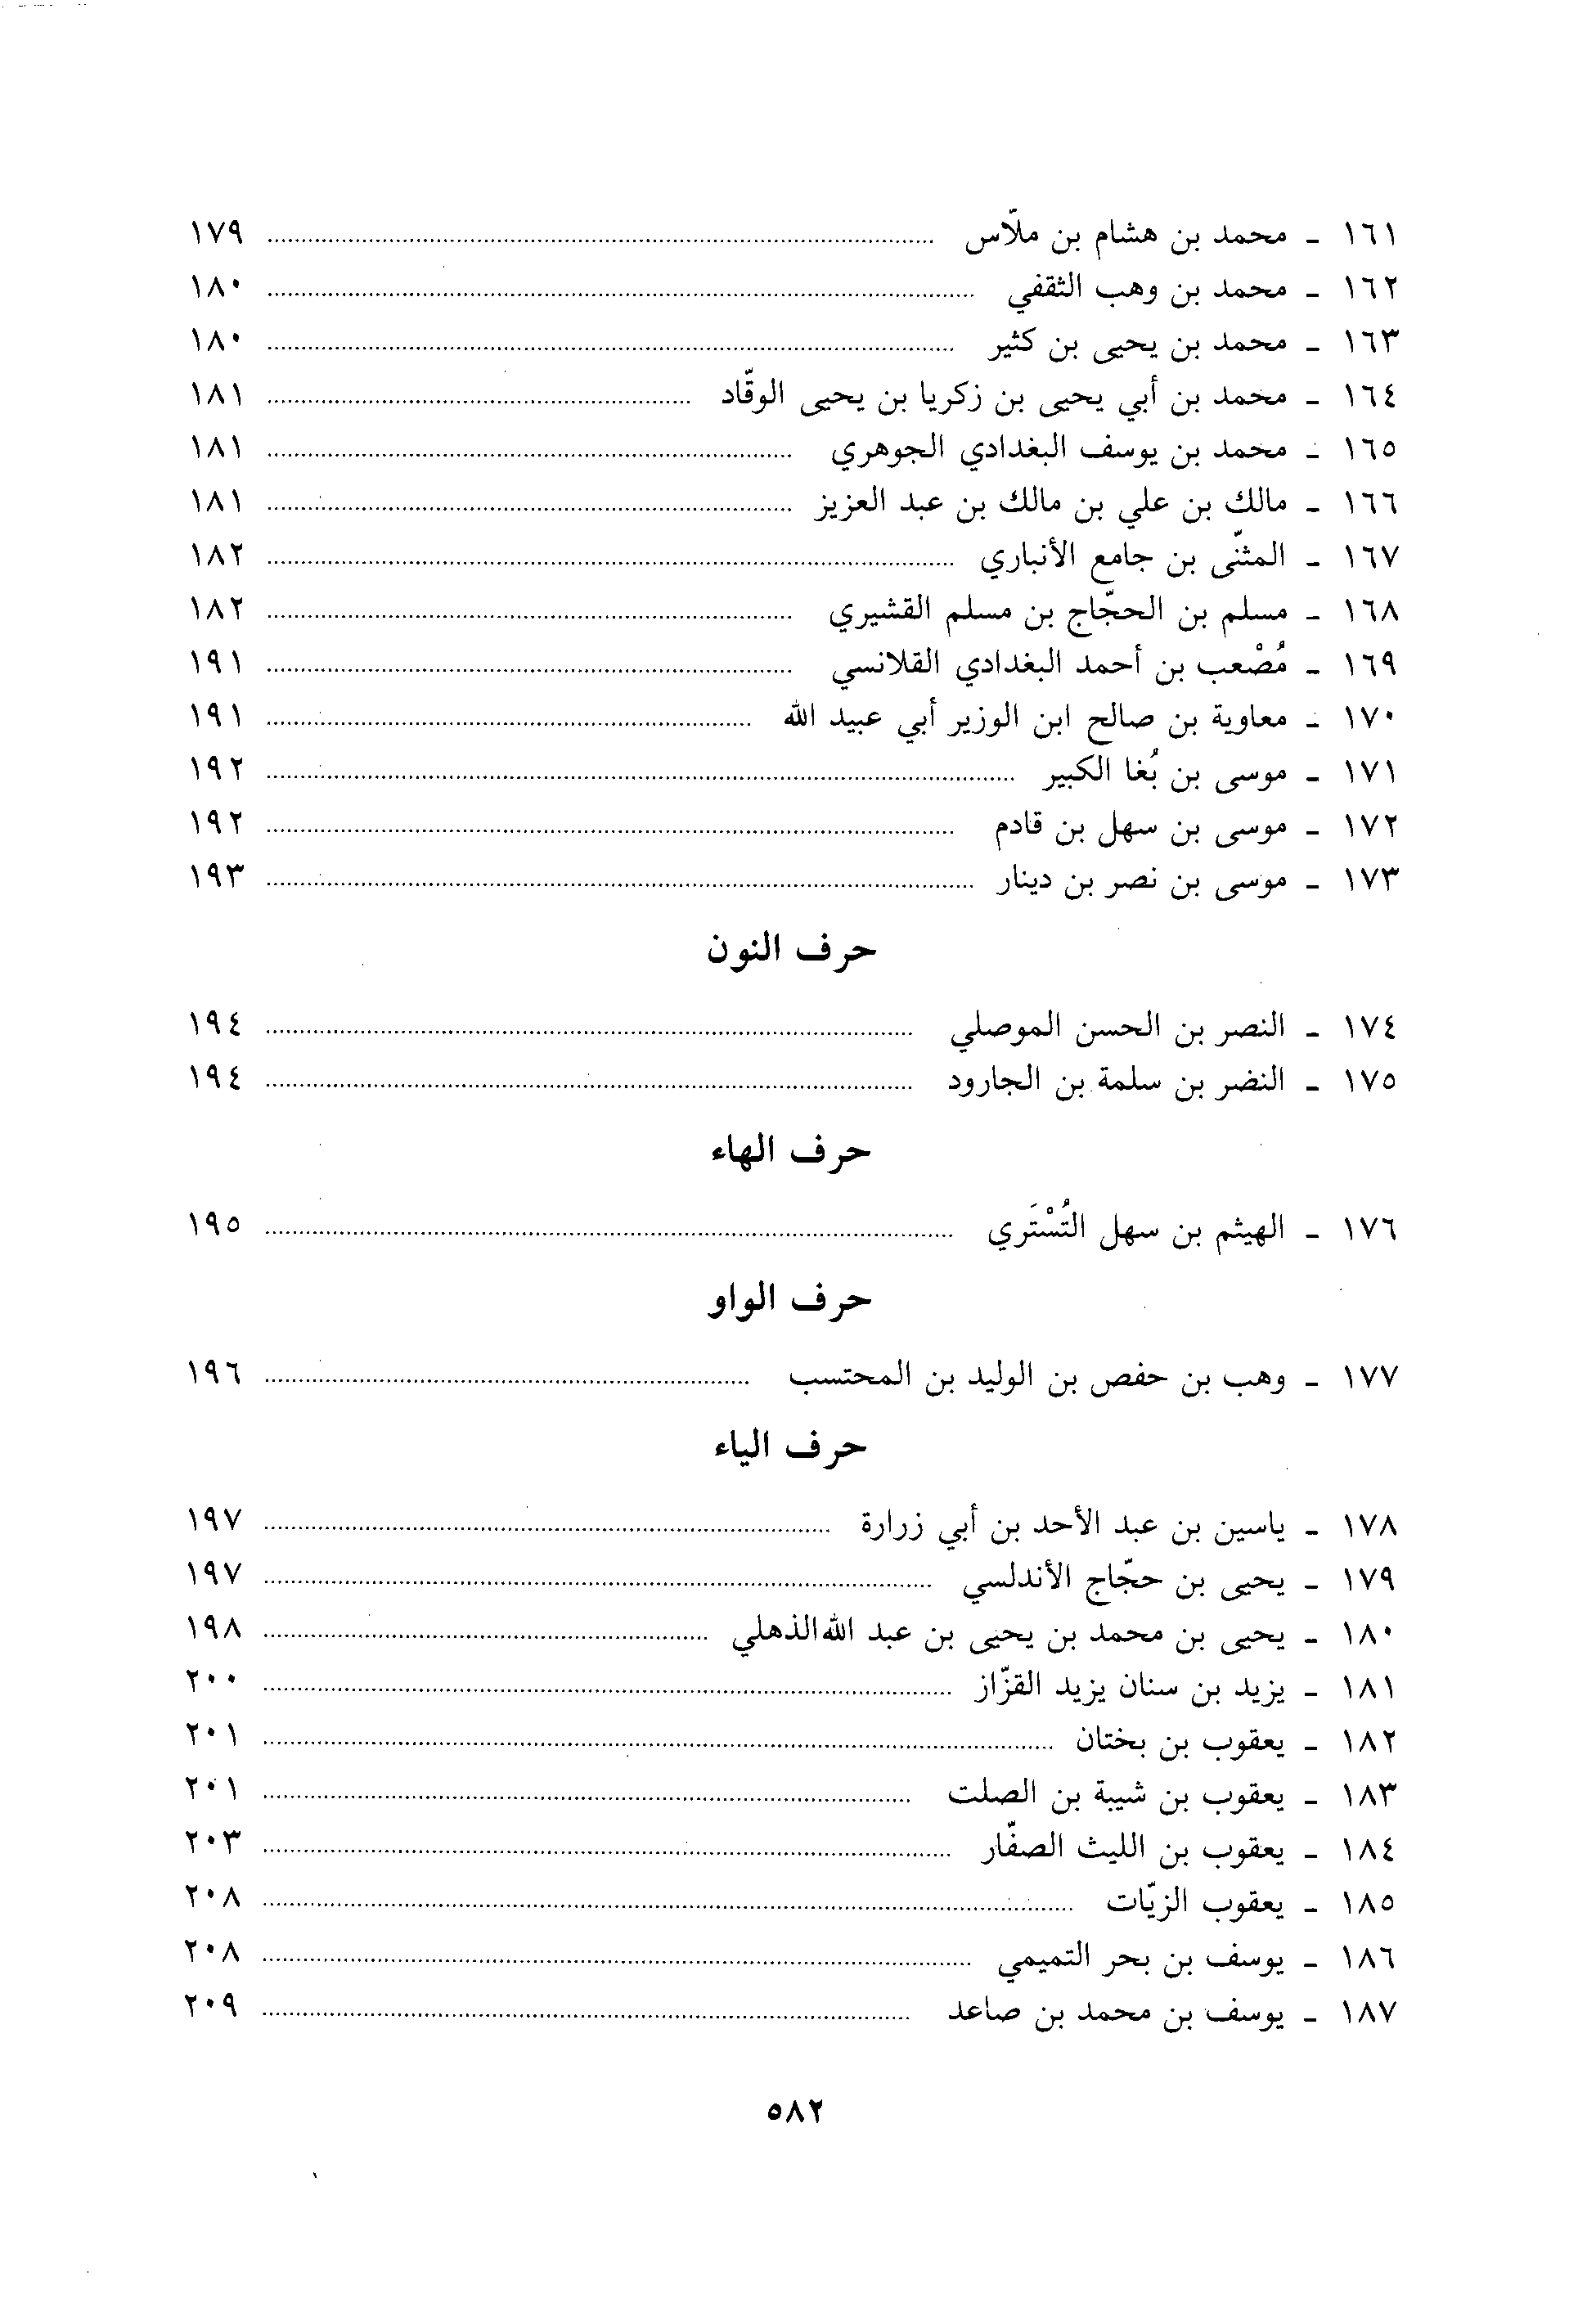 ١٦١ - محمد بن هشام بن ملّاس ........ ١٧٩
١٦٢ - محمد بن وهب الثقفي ........ ١٨٠
١٦٣ - محمد بن يحيى بن كثير ........ ١٨٠
١٦٤ - محمد بن أبي يحيى بن زكريا بن يحيى الوقّاد ........ ١٨١
١٦٥ - محمد بن يوسف البغدادي الجوهري ........ ١٨١
١٦٦ - مالك بن علي بن مالك بن عبد العزيز ........ ١٨١
١٦٧ - المثنّى بن جامع الأنباري ........ ١٨٢
١٦٨ - مسلم بن الحجّاج بن مسلم القشيري ........ ١٨٢
١٦٩ - مُصْعب بن أحمد البغدادي القلانسي ........ ١٩١
١٧٠ - معاوية بن صالح ابن الوزير أبي عبيد الله ........ ١٩١
١٧١ - موسى بن بُغا الكبير ........ ١٩٢
١٧٢ - موسى بن سهل بن قادم ........ ١٩٢
١٧٣ - موسى بن نصر بن دينار ........ ١٩٣
حرف النون
١٧٤ - النصر بن الحسن الموصلي ........ ١٩٤
١٧٥ - النضر بن سلمة بن الجارود ........ ١٩٤
حرف الهاء
١٧٦ - الهيثم بن سهل التُسْتَري ........ ١٩٥
حرف الواو
١٧٧ - وهب بن حفص بن الوليد بن المحتسب ........ ١٩٦
حرف الياء
١٧٨ - ياسين بن عبد الأحد بن أبي زرارة ........ ١٩٧
١٧٩ - يحيى بن حجّاج الأندلسي ........ ١٩٧
١٨٠ - يحيى بن محمد بن يحيى بن عبد الله الذهلي ........ ١٩٨
١٨١ - يزيد بن سنان يزيد القزّاز ........ ٢٠٠
١٨٢ - يعقوب بن بختان ........ ٢٠١
١٨٣ - يعقوب بن شيبة بن الصلت ........ ٢٠١
١٨٤ - يعقوب بن الليث الصفّار ........ ٢٠٣
١٨٥ - يعقوب الزيّات ........ ٢٠٨
١٨٦ - يوسف بن بحر التميمي ........ ٢٠٨
١٨٧ - يوسف بن محمد بن صاعد ........ ٢٠٩
٥٨٢